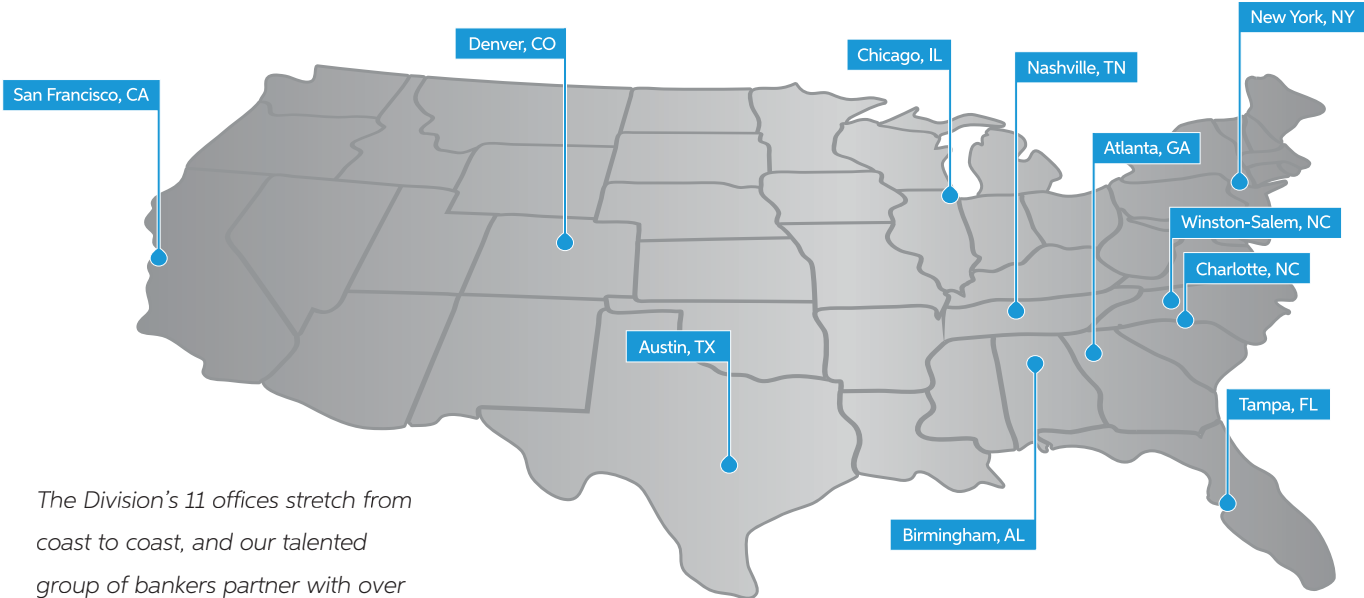 New York, NY
Denver, CO
Chicago, IL
Nashville, TN
San Francisco, CA
Atlanta, GA
Winston-Salem, NC
Charlotte, NC
Austin, TX
Tampa, FL
Birmingham, AL
The Division’s 11 offices stretch from
coast to coast, and our talented
group of bankers partner with over